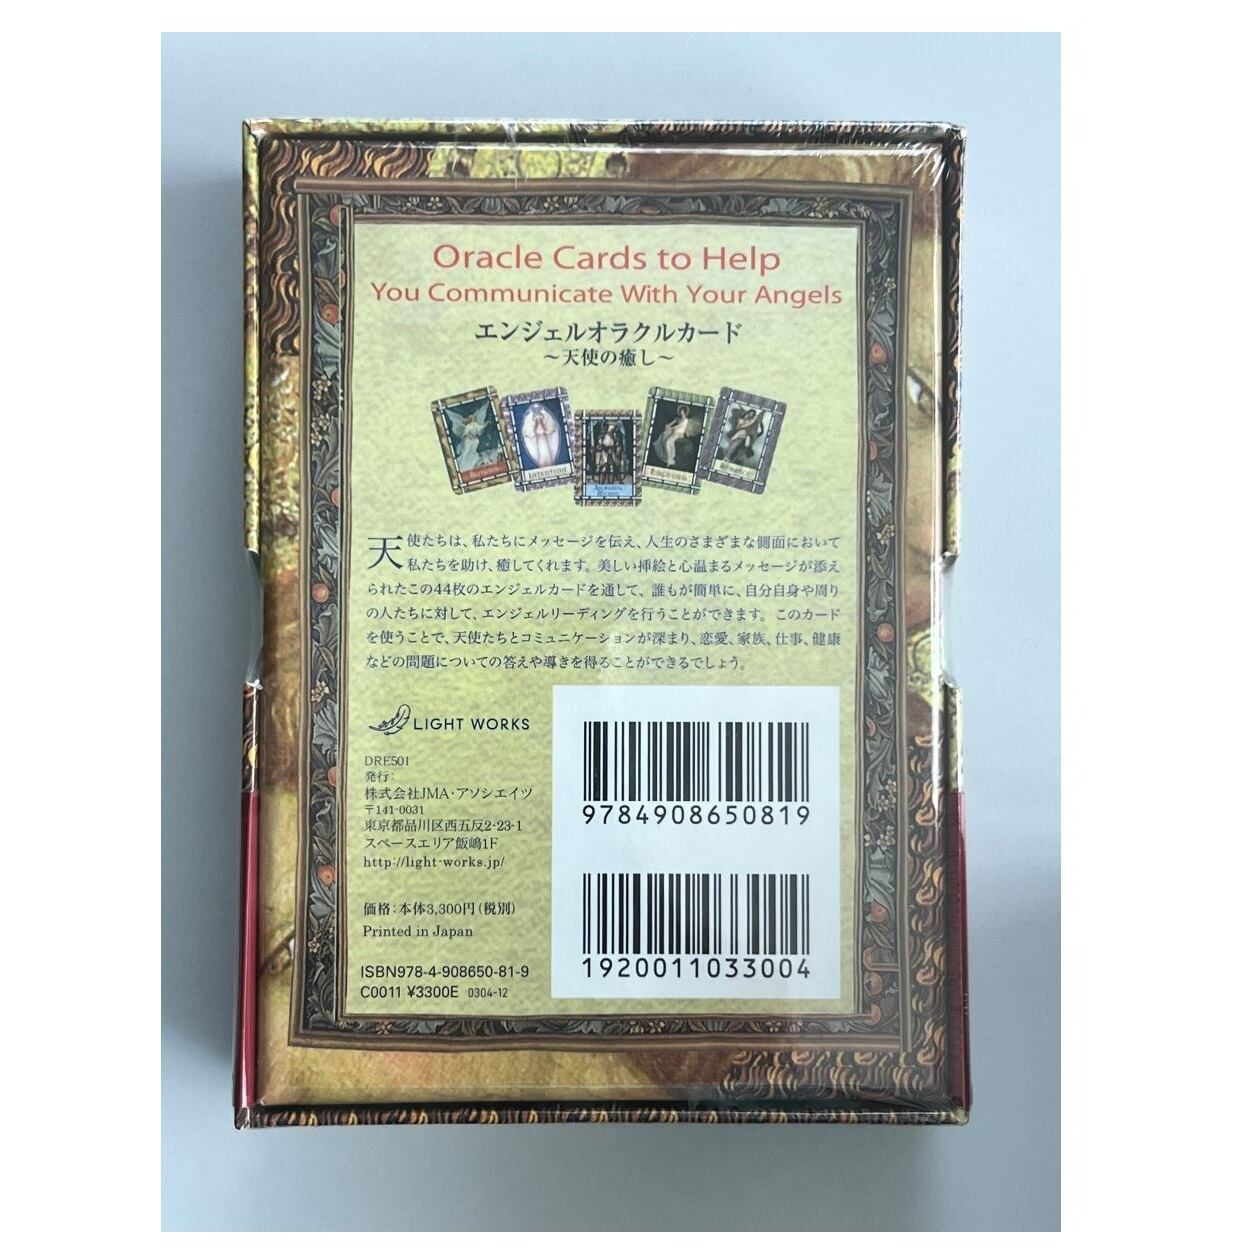 Oracle Cards to Help
You Communicate With Your Angels
エンジェルオラクルカード
～天使の癒し～
Intention
天使たちは、私たちにメッセージを伝え、人生のさまざまな側面において
私たちを助け、癒してくれます。美しい挿絵と心温まるメッセージが添え
られたこの44枚のエンジェルカードを通して、誰もが簡単に、自分自身や周り
の人たちに対して、エンジェルリーディングを行うことができます。このカード
を使うことで、天使たちとコミュニケーションが深まり、恋愛、家族、仕事、健康
などの問題についての答えや導きを得ることができるでしょう。
LIGHT WORKS
DRE501
発行：
株式会社JMA・アソシエイツ
〒141-0031
東京都品川区西五反2-23-1
スペースエリア飯嶋1F
http://light-works.jp/
価格：本体3,300円（税別）
Printed in Japan
ISBN978-4-908650-81-9
C0011 ¥3300E 0304-12
9784908650819
1920011033004